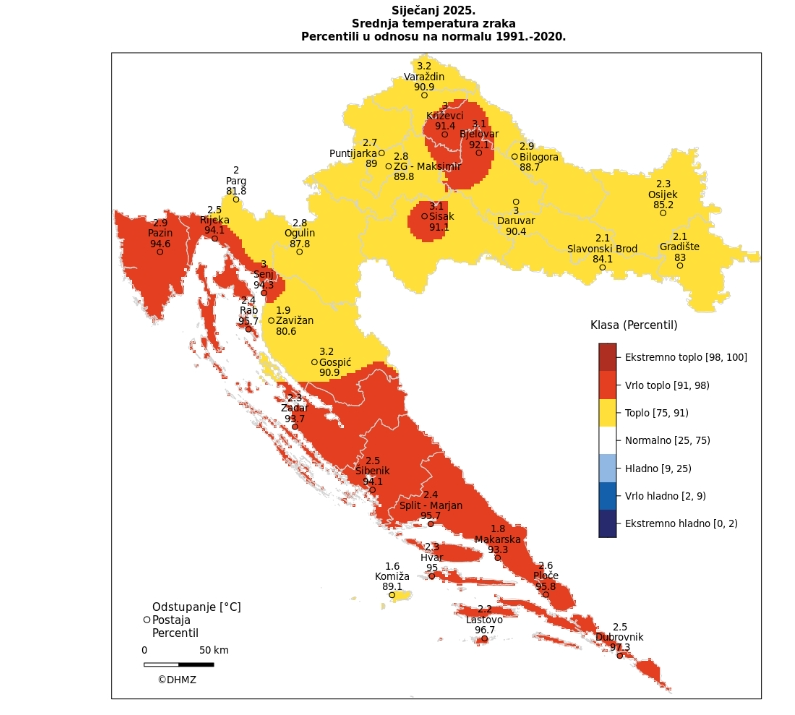 Siječanj 2025.
Srednja temperatura zraka
Percentili u odnosu na normalu 1991.-2020.
3.2
Varaždin
90.9
3
Križevci
91.4
3.1
Bjelovar
92.1
2.7
Puntijarka
89
2.8
ZG - Maksimir
89.8
2.9
Bilogora
88.7
2
Parg
81.8
2.3
Osijek
85.2
2.5
Rijeka
94.1
3.1
Sisak
91.1
3
Daruvar
90.4
2.9
Pazin
94.6
2.8
Ogulin
87.8
2.1
Slavonski Brod
84.1
2.1
Gradište
83
3
Senj
94.3
2.4
Rab
95.7
1.9
Zavižan
80.6
3.2
Gospić
90.9
2.3
Zadar
93.7
2.5
Šibenik
94.1
2.4
Split - Marjan
95.7
1.8
Makarska
93.3
2.3
Hvar
95
1.6
Komiža
89.1
2.6
Ploče
95.8
2.2
Lastovo
96.7
2.5
Dubrovnik
97.3
Klasa (Percentil)
Ekstremno toplo [98, 100]
Vrlo toplo [91, 98)
Toplo [75, 91)
Normalno [25, 75)
Hladno [9, 25)
Vrlo hladno [2, 9)
Ekstremno hladno [0, 2)
Odstupanje [°C]
Postaja
Percentil
0 50 km
©DHMZ